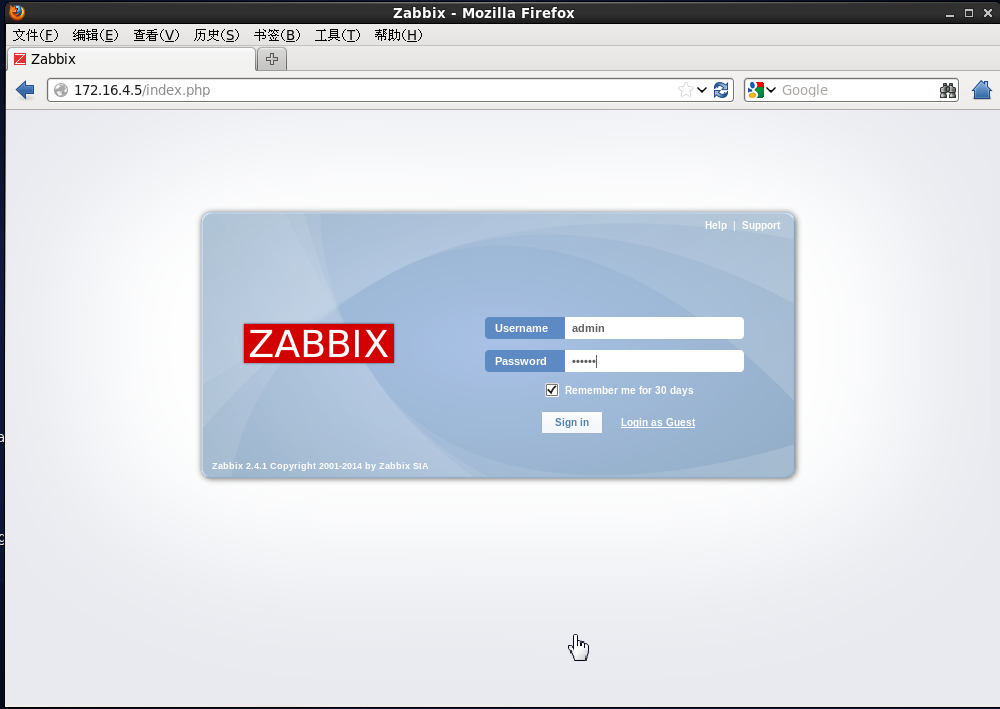 Zabbix - Mozilla Firefox
文件(F) 编辑(E) 查看(V) 历史(S) 书签(B) 工具(T) 帮助(H)
Zabbix
172.16.4.5/index.php Google
Help | Support
ZABBIX
Username admin
Password ••••••
Remember me for 30 days
Sign in Login as Guest
Zabbix 2.4.1 Copyright 2001-2014 by Zabbix SIA